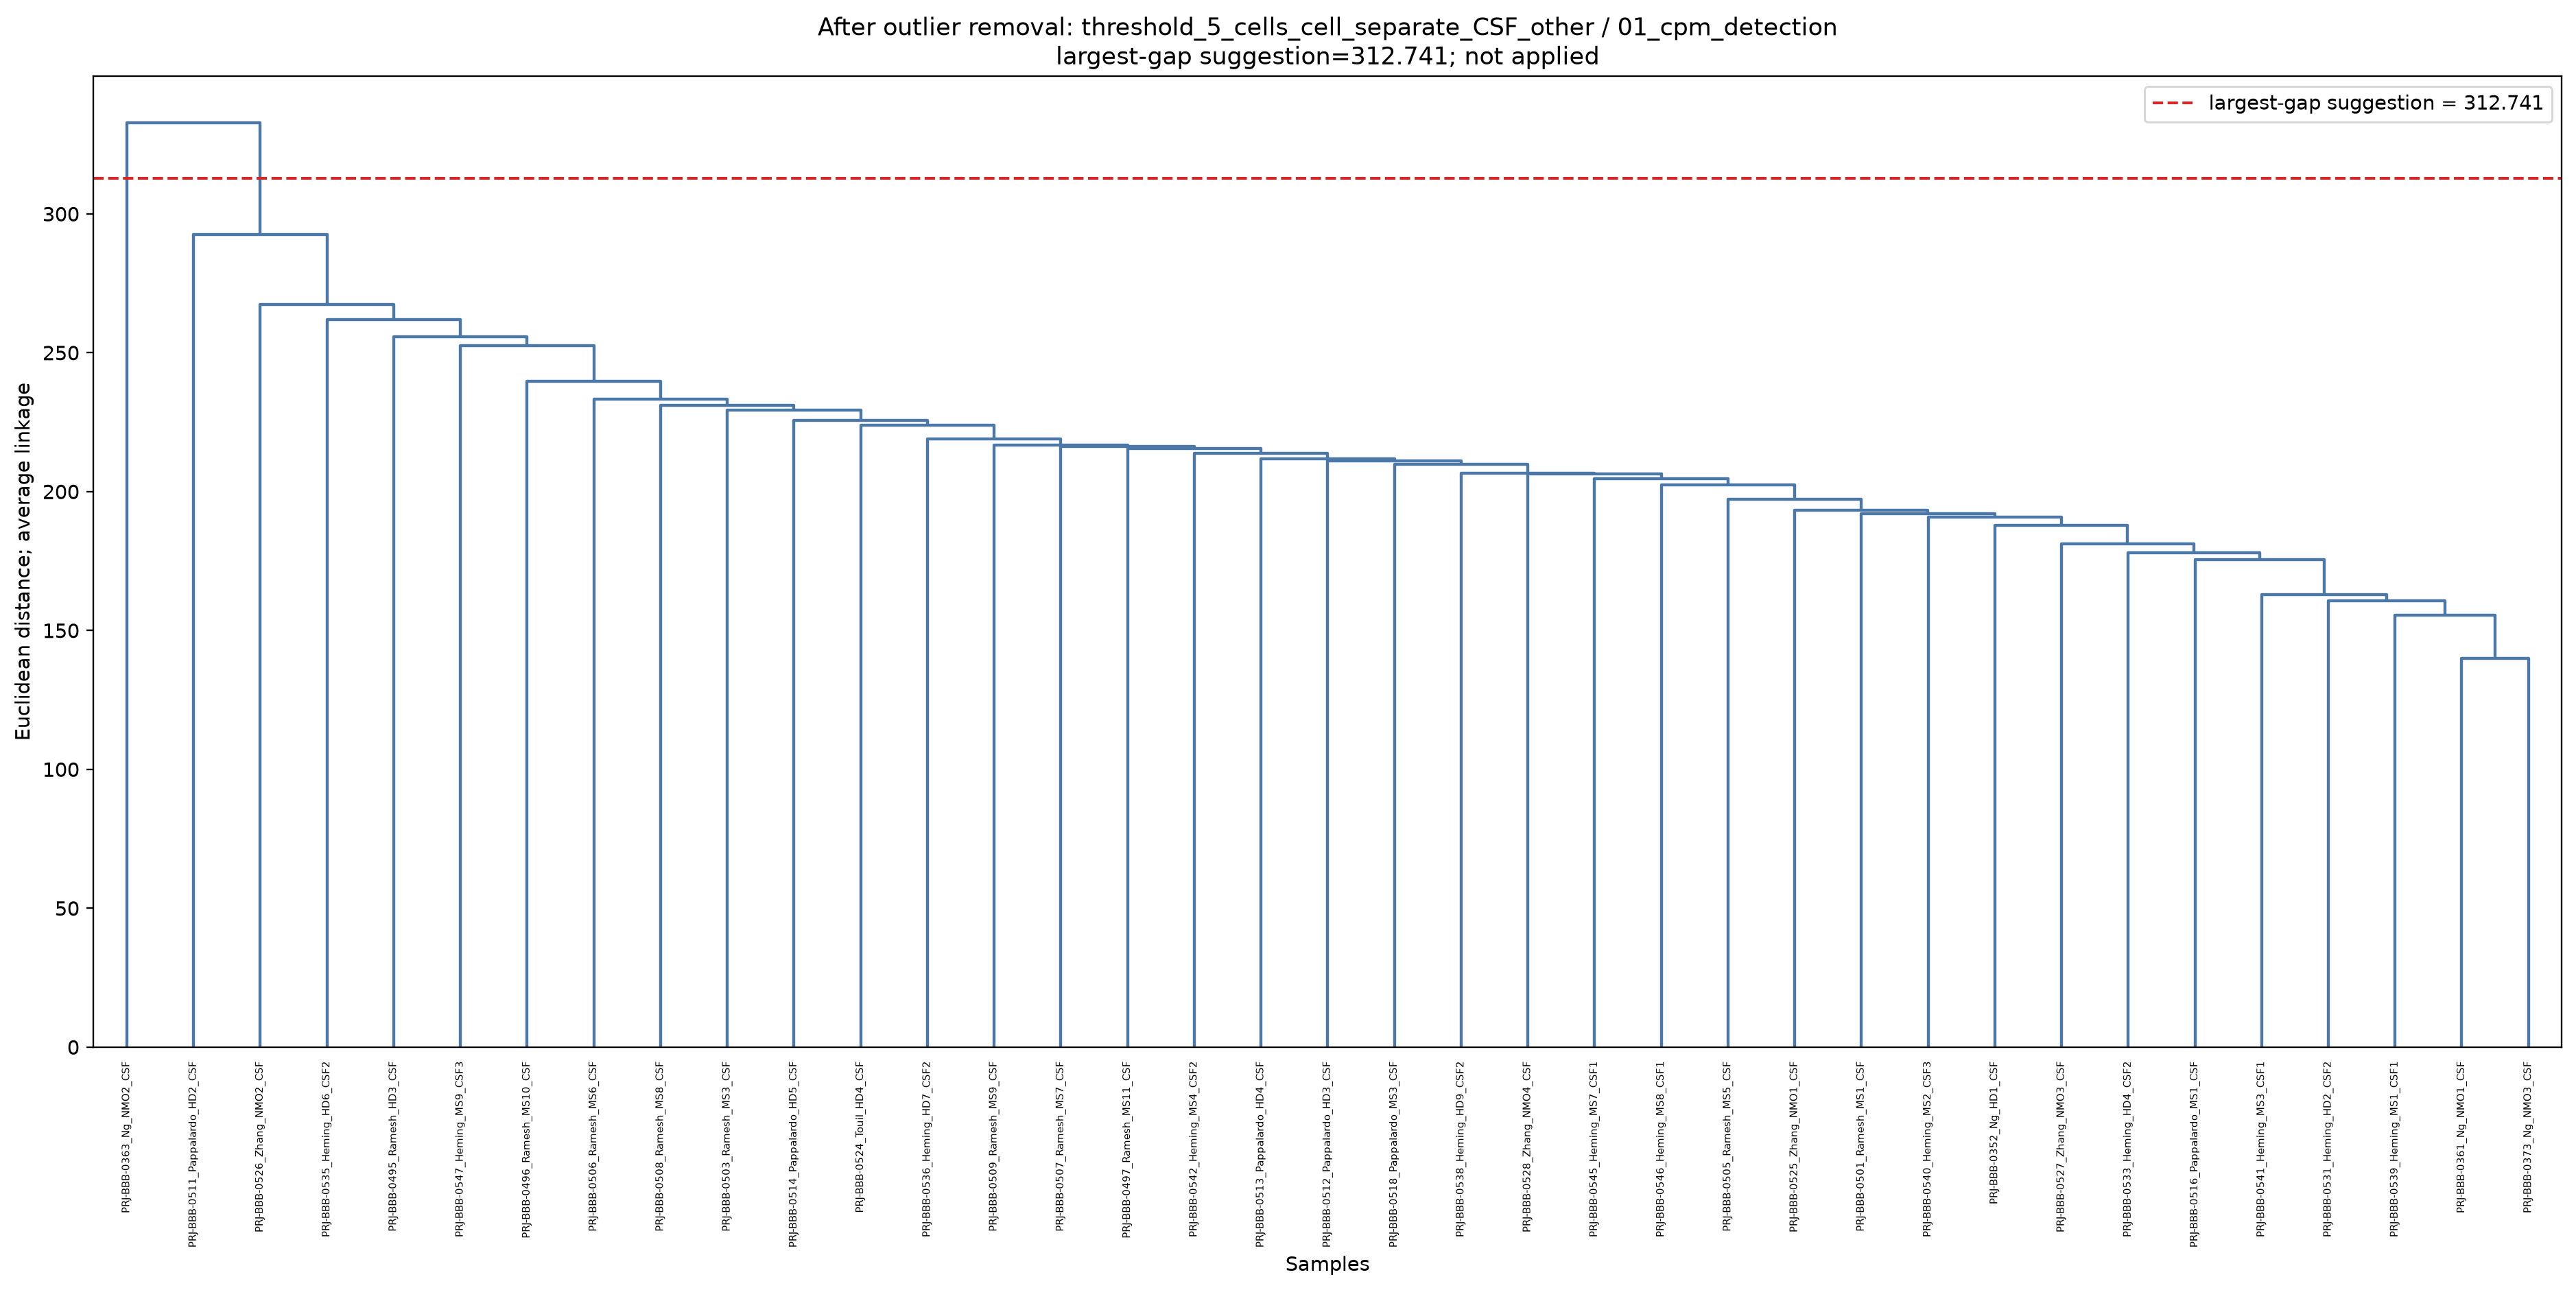 After outlier removal: threshold_5_cells_cell_separate_CSF_other / 01_cpm_detection
largest-gap suggestion=312.741; not applied
largest-gap suggestion = 312.741
Euclidean distance; average linkage
300
250
200
150
100
50
0
PRJ-BBB-0363_Ng_NMO2_CSF
PRJ-BBB-0511_Pappalardo_HD2_CSF
PRJ-BBB-0526_Zhang_NMO2_CSF
PRJ-BBB-0535_Heming_HD6_CSF2
PRJ-BBB-0495_Ramesh_HD3_CSF
PRJ-BBB-0547_Heming_MS9_CSF3
PRJ-BBB-0496_Ramesh_MS10_CSF
PRJ-BBB-0506_Ramesh_MS6_CSF
PRJ-BBB-0508_Ramesh_MS8_CSF
PRJ-BBB-0503_Ramesh_MS3_CSF
PRJ-BBB-0514_Pappalardo_HD5_CSF
PRJ-BBB-0524_Touil_HD4_CSF
PRJ-BBB-0536_Heming_HD7_CSF2
PRJ-BBB-0509_Ramesh_MS9_CSF
PRJ-BBB-0507_Ramesh_MS7_CSF
PRJ-BBB-0497_Ramesh_MS11_CSF
PRJ-BBB-0542_Heming_MS4_CSF2
PRJ-BBB-0513_Pappalardo_HD4_CSF
PRJ-BBB-0512_Pappalardo_HD3_CSF
PRJ-BBB-0518_Pappalardo_MS3_CSF
PRJ-BBB-0538_Heming_HD9_CSF2
PRJ-BBB-0528_Zhang_NMO4_CSF
PRJ-BBB-0545_Heming_MS7_CSF1
PRJ-BBB-0546_Heming_MS8_CSF1
PRJ-BBB-0505_Ramesh_MS5_CSF
PRJ-BBB-0525_Zhang_NMO1_CSF
PRJ-BBB-0501_Ramesh_MS1_CSF
PRJ-BBB-0540_Heming_MS2_CSF3
PRJ-BBB-0352_Ng_HD1_CSF
PRJ-BBB-0527_Zhang_NMO3_CSF
PRJ-BBB-0533_Heming_HD4_CSF2
PRJ-BBB-0516_Pappalardo_MS1_CSF
PRJ-BBB-0541_Heming_MS3_CSF1
PRJ-BBB-0531_Heming_HD2_CSF2
PRJ-BBB-0539_Heming_MS1_CSF1
PRJ-BBB-0361_Ng_NMO1_CSF
PRJ-BBB-0373_Ng_NMO3_CSF
Samples